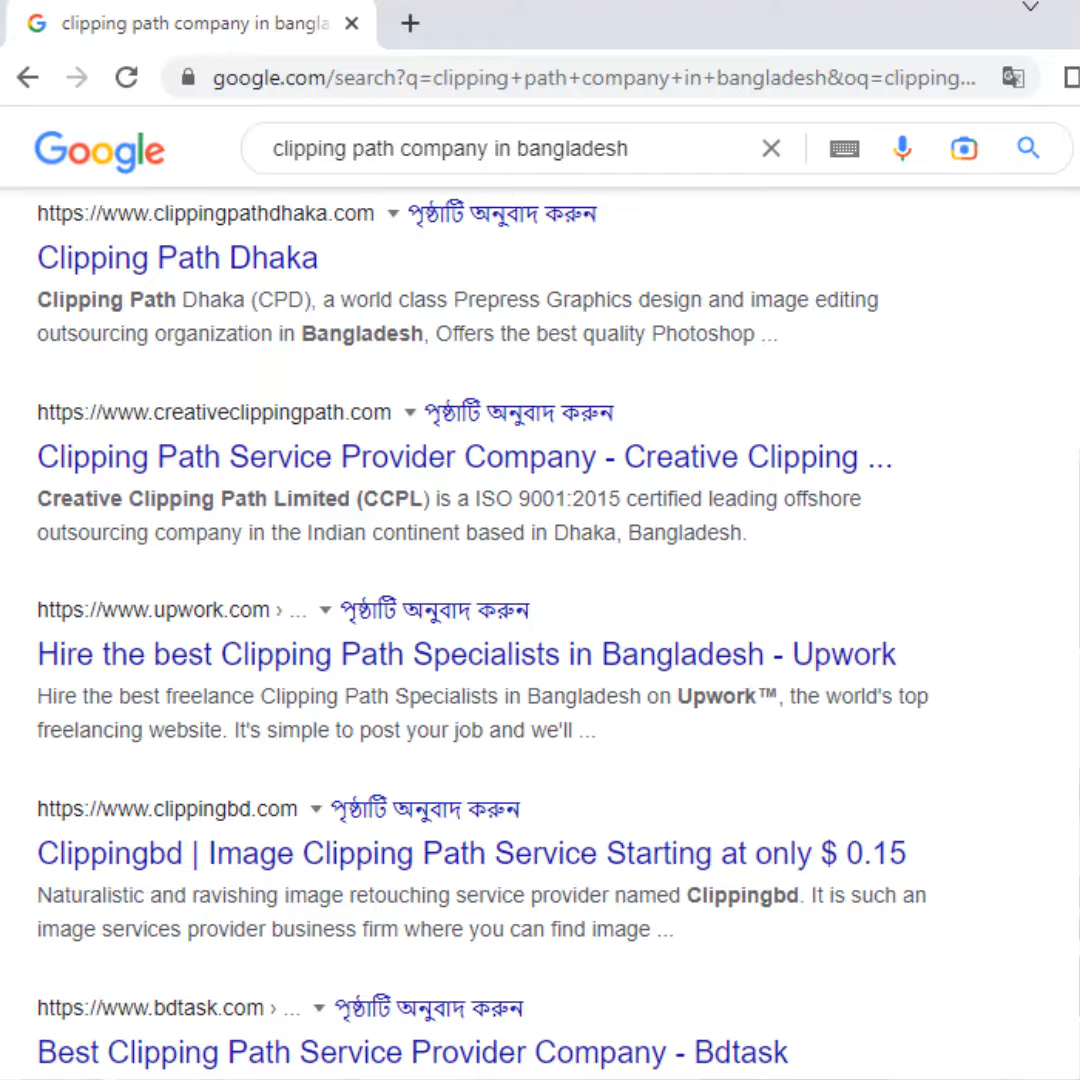 clipping path company in bangla
google.com/search?q=clipping+path+company+in+bangladesh&oq=clipping...
Google
clipping path company in bangladesh
https://www.clippingpathdhaka.com পৃষ্ঠাটি অনুবাদ করুন
Clipping Path Dhaka
Clipping Path Dhaka (CPD), a world class Prepress Graphics design and image editing
outsourcing organization in Bangladesh, Offers the best quality Photoshop ...
https://www.creativeclippingpath.com পৃষ্ঠাটি অনুবাদ করুন
Clipping Path Service Provider Company - Creative Clipping ...
Creative Clipping Path Limited (CCPL) is a ISO 9001:2015 certified leading offshore
outsourcing company in the Indian continent based in Dhaka, Bangladesh.
https://www.upwork.com › ... পৃষ্ঠাটি অনুবাদ করুন
Hire the best Clipping Path Specialists in Bangladesh - Upwork
Hire the best freelance Clipping Path Specialists in Bangladesh on Upwork™, the world's top
freelancing website. It's simple to post your job and we'll ...
https://www.clippingbd.com পৃষ্ঠাটি অনুবাদ করুন
Clippingbd | Image Clipping Path Service Starting at only $ 0.15
Naturalistic and ravishing image retouching service provider named Clippingbd. It is such an
image services provider business firm where you can find image ...
https://www.bdtask.com › ... পৃষ্ঠাটি অনুবাদ করুন
Best Clipping Path Service Provider Company - Bdtask